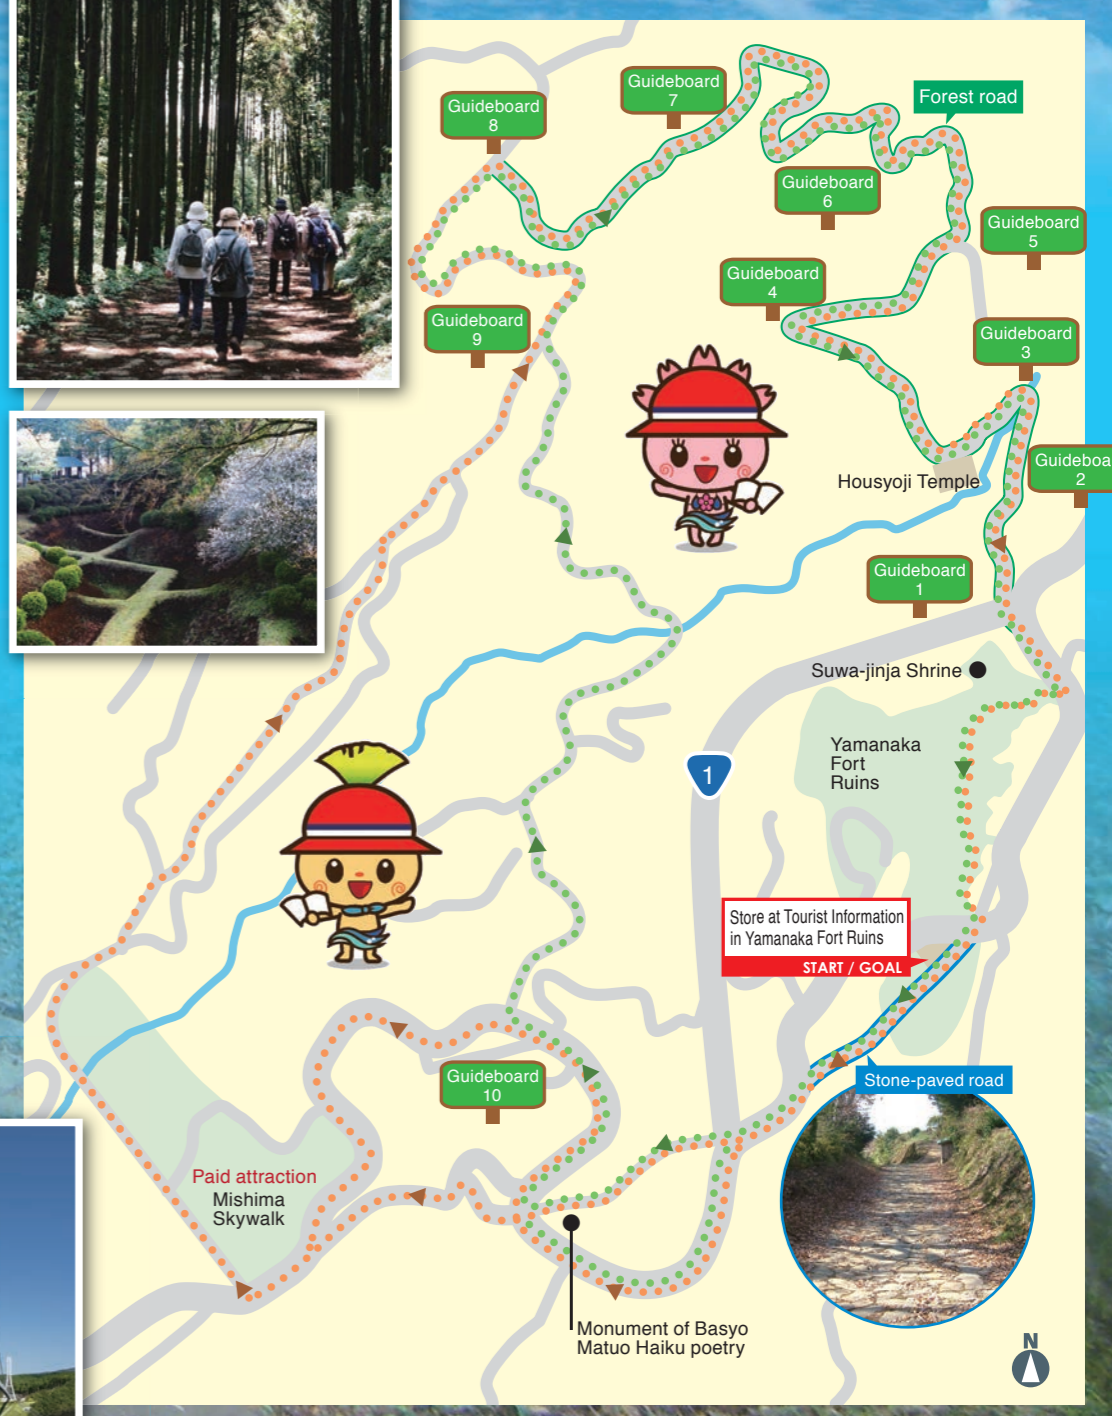 Guideboard
8
Guideboard
7
Forest road
Guideboard
6
Guideboard
5
Guideboard
4
Guideboard
3
Guideboard
9
Housyoji Temple
Guideboa
2
Guideboard
1
Suwa-jinja Shrine
Yamanaka
Fort
Ruins
1
Store at Tourist Information
in Yamanaka Fort Ruins
START / GOAL
Stone-paved road
Guideboard
10
Paid attraction
Mishima
Skywalk
Monument of Basyo
Matuo Haiku poetry
N